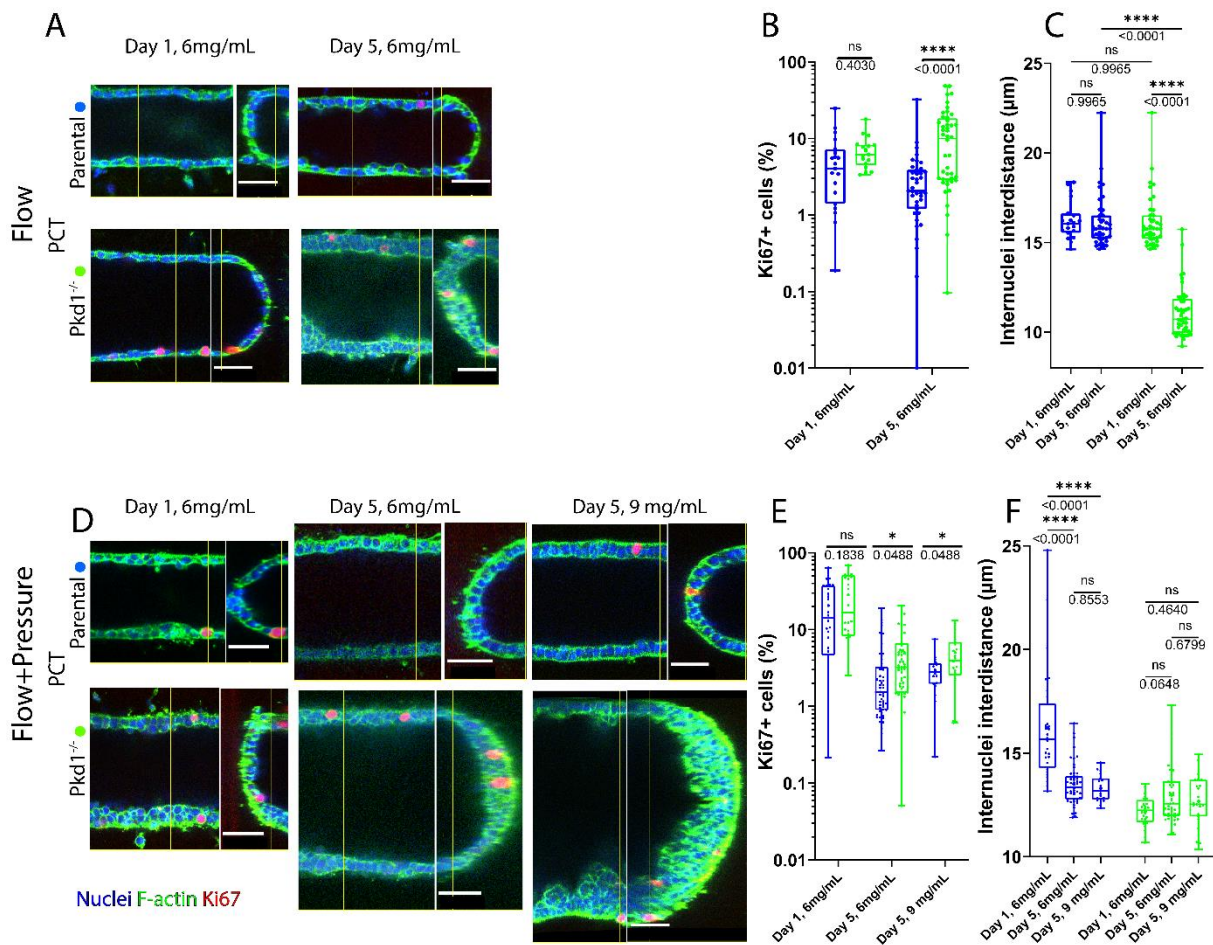 A
Day 1, 6mg/mL
Day 5, 6mg/mL
Flow
PCT
Parental
Pkd1-/-
B
ns
0.4030
****
<0.0001
Ki67+ cells (%)
100
10
1
0.1
0.01
Day 1, 6mg/mL
Day 5, 6mg/mL
C
****
<0.0001
ns
0.9965
ns
0.9965
****
<0.0001
Internuclei interdistance (µm)
25
20
15
10
Day 1, 6mg/mL
Day 5, 6mg/mL
Day 1, 6mg/mL
Day 5, 6mg/mL
D
Day 1, 6mg/mL
Day 5, 6mg/mL
Day 5, 9 mg/mL
Flow+Pressure
PCT
Parental
Pkd1-/-
Nuclei F-actin Ki67
E
ns
0.1838
*
0.0488
*
0.0488
Ki67+ cells (%)
100
10
1
0.1
0.01
Day 1, 6mg/mL
Day 5, 6mg/mL
Day 5, 9 mg/mL
F
****
<0.0001
****
<0.0001
ns
0.8553
ns
0.4640
ns
0.6799
ns
0.0648
Internuclei interdistance (µm)
25
20
15
10
Day 1, 6mg/mL
Day 5, 6mg/mL
Day 5, 9 mg/mL
Day 1, 6mg/mL
Day 5, 6mg/mL
Day 5, 9 mg/mL